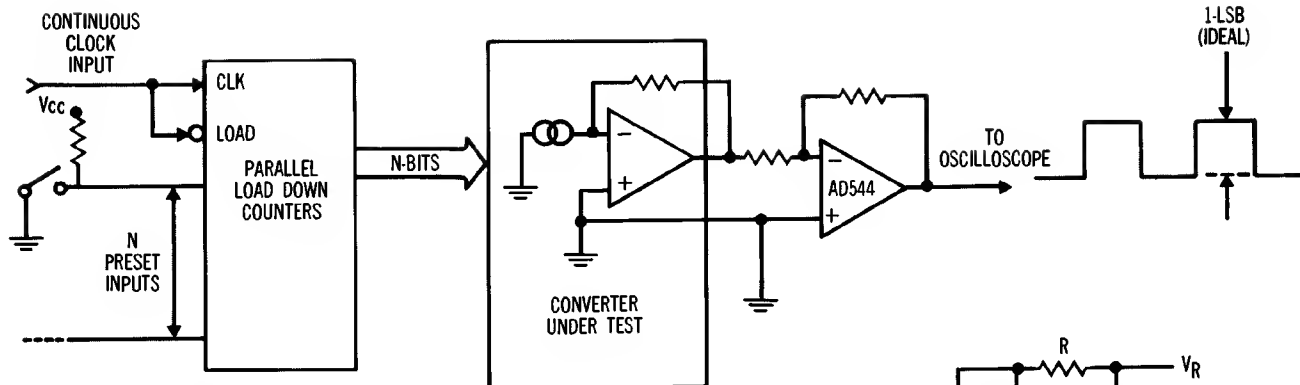 CONTINUOUS
CLOCK
INPUT
Vcc
CLK
LOAD
PARALLEL
LOAD DOWN
COUNTERS
N
PRESET
INPUTS
N-BITS
−
+
CONVERTER
UNDER TEST
−
AD544
+
TO
OSCILLOSCOPE
1-LSB
(IDEAL)
R
VR